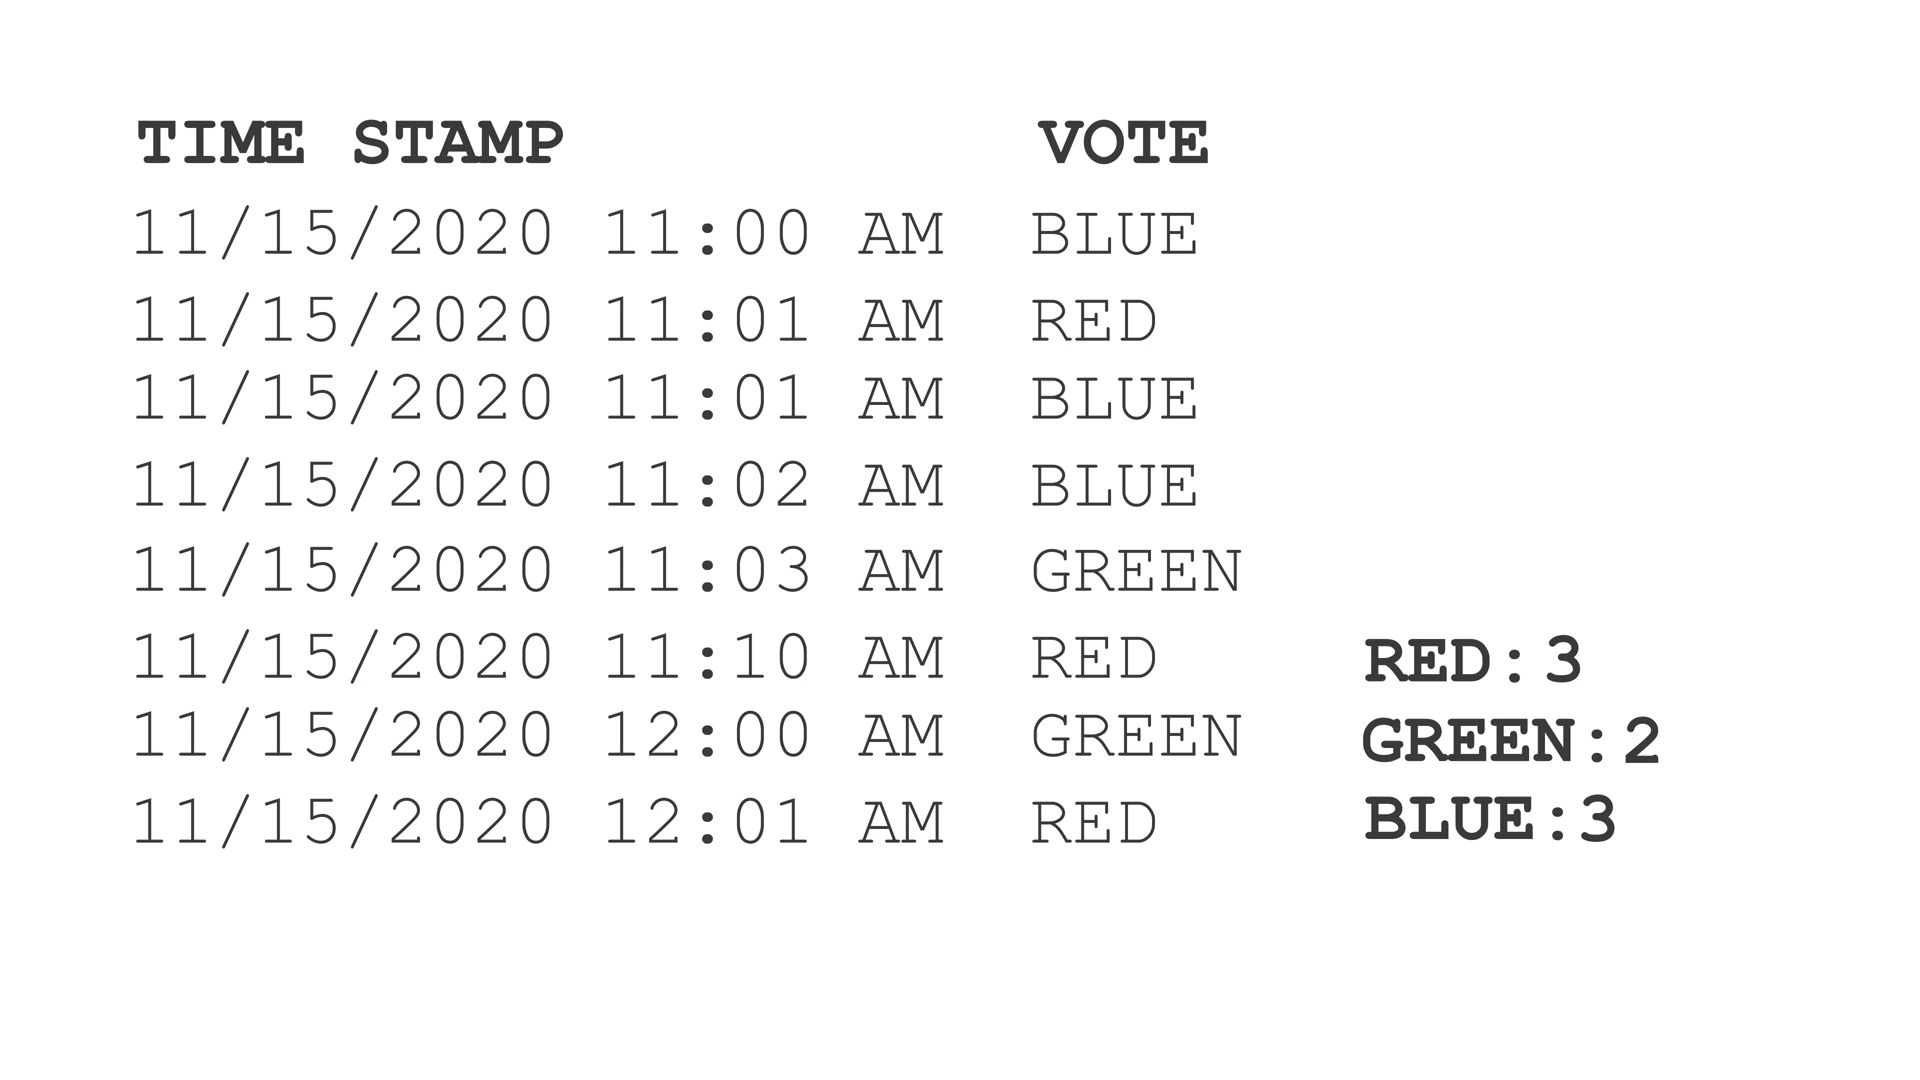 TIME STAMP VOTE
11/15/2020 11:00 AM BLUE
11/15/2020 11:01 AM RED
11/15/2020 11:01 AM BLUE
11/15/2020 11:02 AM BLUE
11/15/2020 11:03 AM GREEN
11/15/2020 11:10 AM RED RED:3
11/15/2020 12:00 AM GREEN GREEN:2
11/15/2020 12:01 AM RED BLUE:3